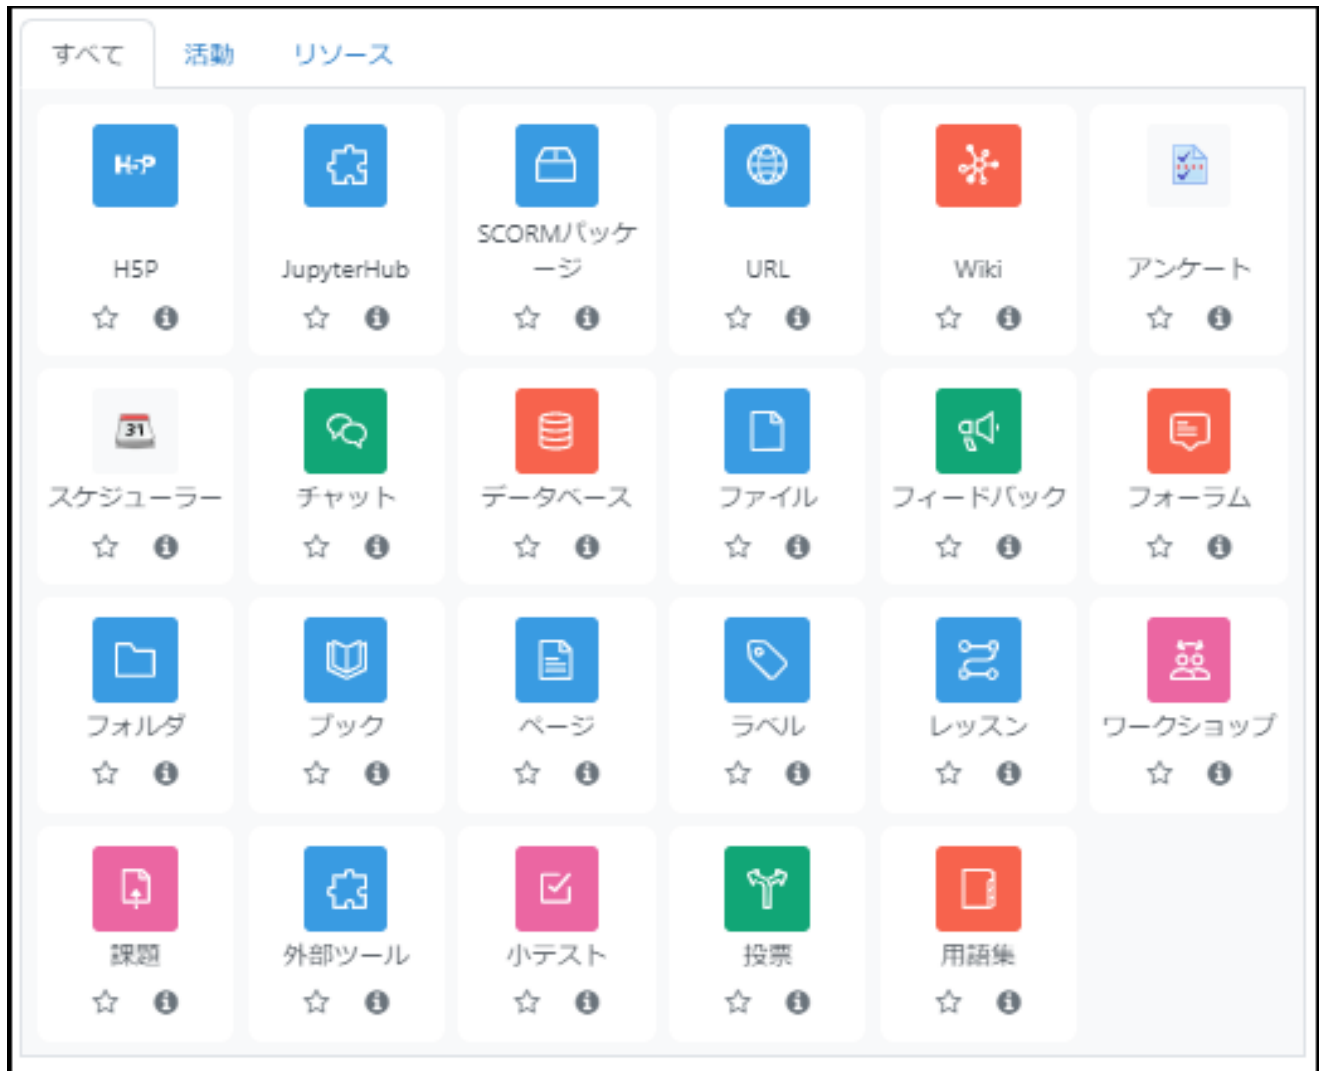 すべて
活動
リソース
H5P
H5P
JupyterHub
SCORMパッケ
ージ
URL
Wiki
アンケート
31
スケジューラー
チャット
データベース
ファイル
フィードバック
フォーラム
フォルダ
ブック
ページ
ラベル
レッスン
ワークショップ
課題
外部ツール
小テスト
投票
用語集